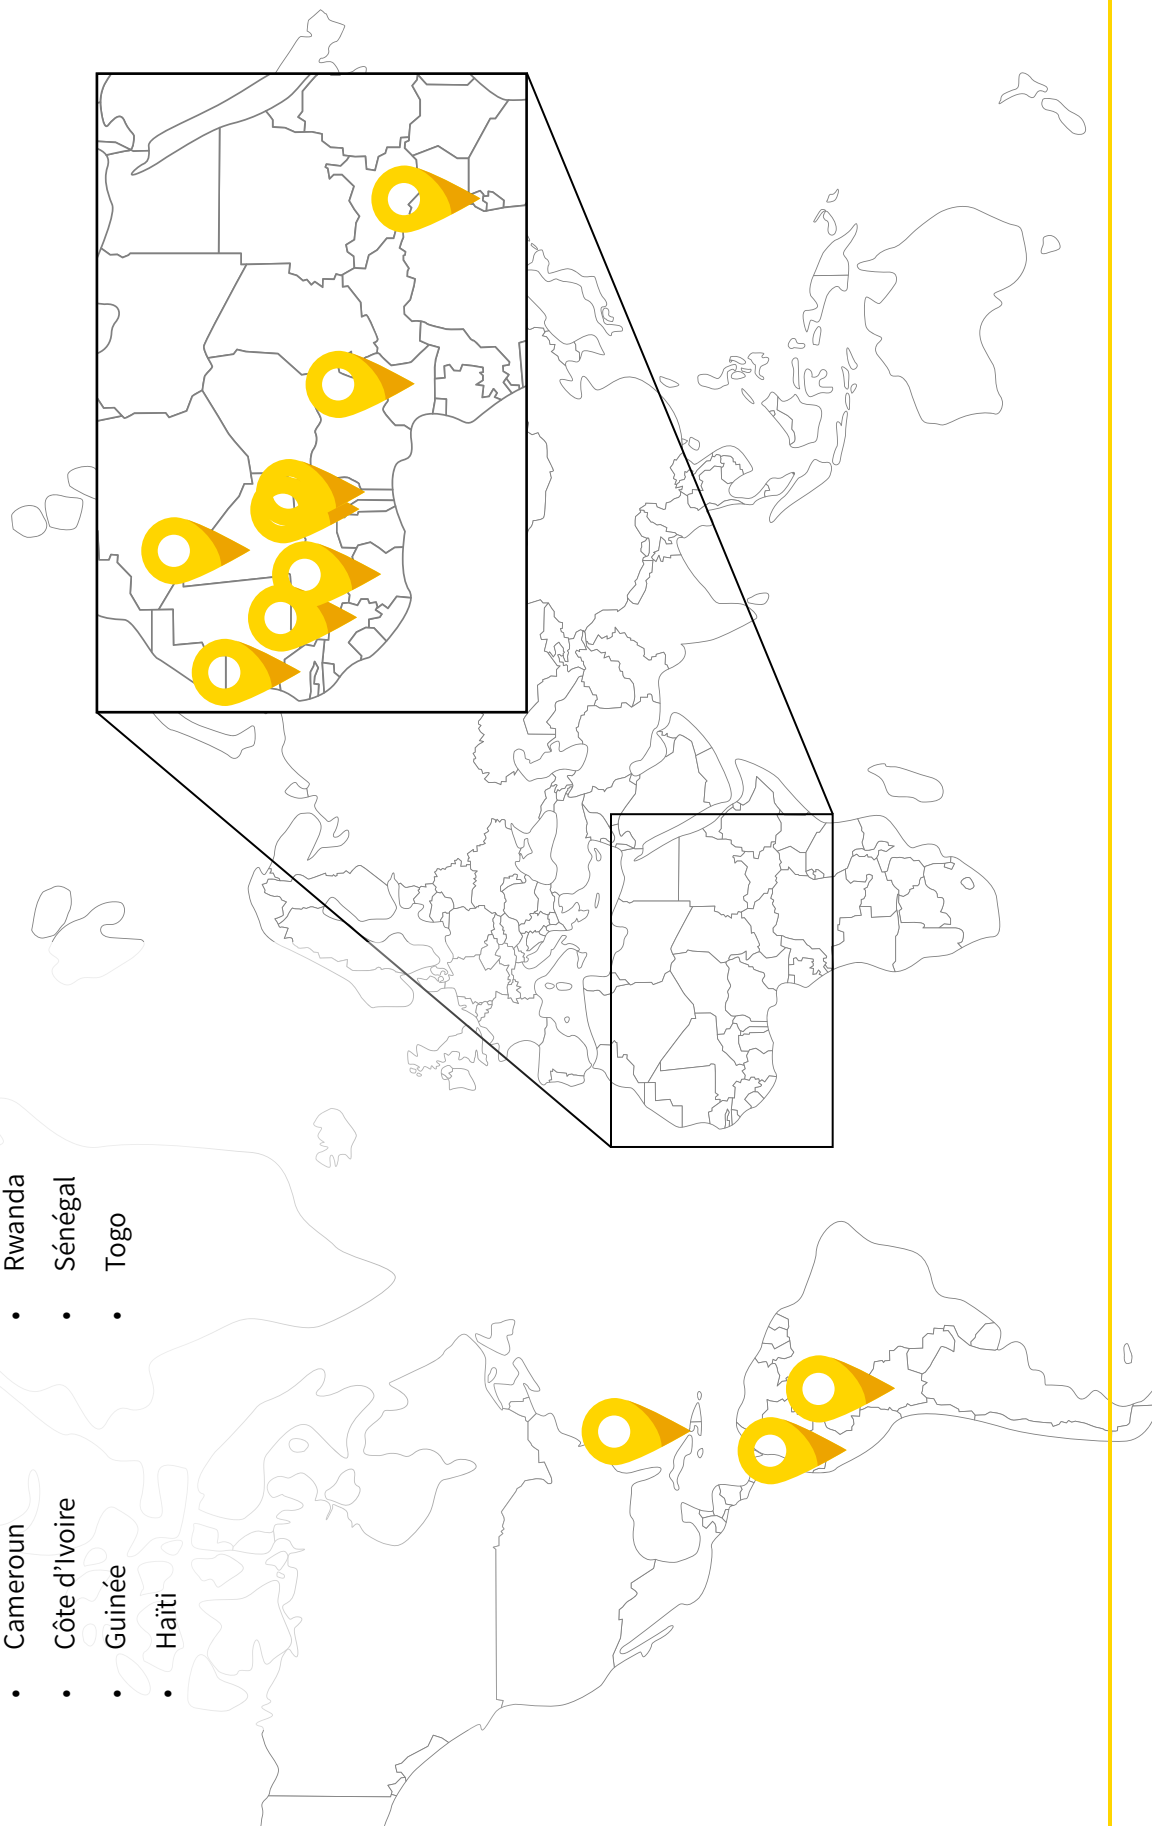 • Cameroun
• Côte d’Ivoire
• Guinée
• Haïti
• Rwanda
• Sénégal
• Togo